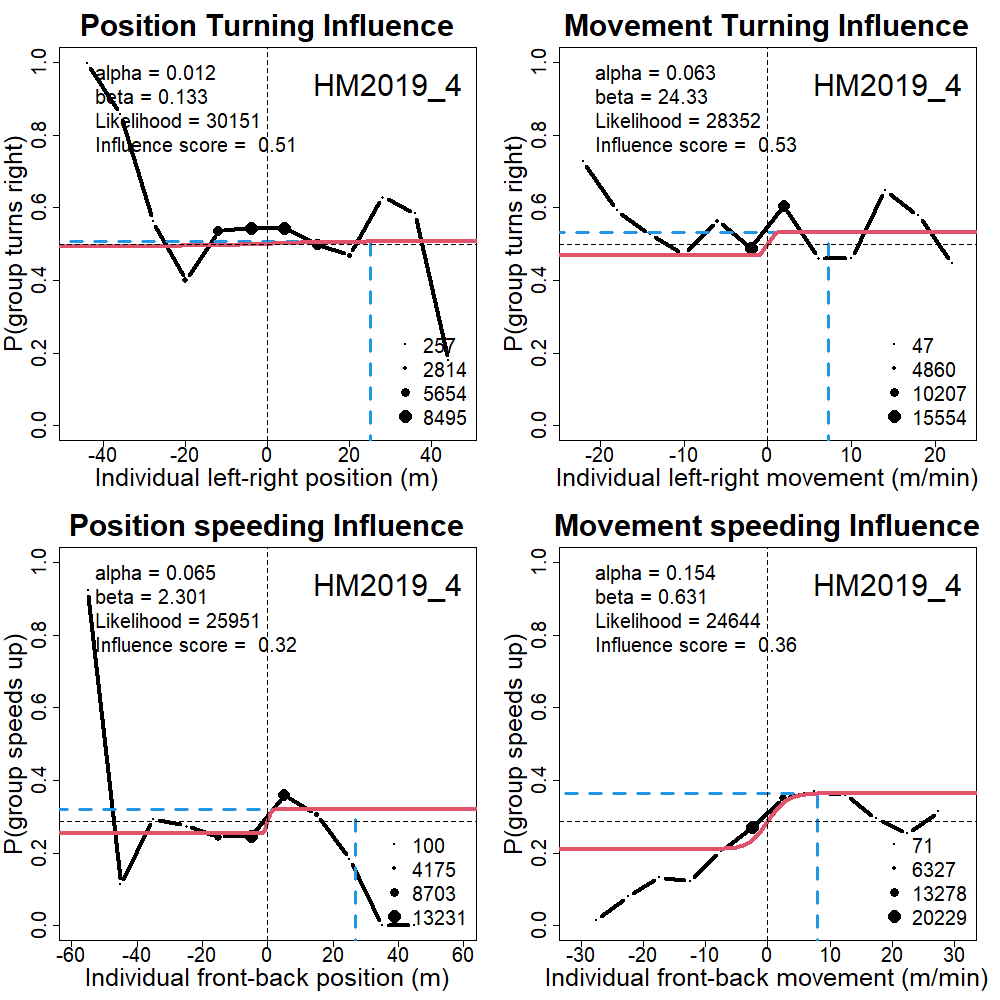 Position Turning Influence
P(group turns right)
1.0
0.8
0.6
0.4
0.2
0.0
alpha = 0.012
beta = 0.133
Likelihood = 30151
Influence score = 0.51
HM2019_4
257
2814
5654
8495
-40 -20 0 20 40
Individual left-right position (m)
Movement Turning Influence
P(group turns right)
1.0
0.8
0.6
0.4
0.2
0.0
alpha = 0.063
beta = 24.33
Likelihood = 28352
Influence score = 0.53
HM2019_4
47
4860
10207
15554
-20 -10 0 10 20
Individual left-right movement (m/min)
Position speeding Influence
P(group speeds up)
1.0
0.8
0.6
0.4
0.2
0.0
alpha = 0.065
beta = 2.301
Likelihood = 25951
Influence score = 0.32
HM2019_4
100
4175
8703
13231
-60 -40 -20 0 20 40 60
Individual front-back position (m)
Movement speeding Influence
P(group speeds up)
1.0
0.8
0.6
0.4
0.2
0.0
alpha = 0.154
beta = 0.631
Likelihood = 24644
Influence score = 0.36
HM2019_4
71
6327
13278
20229
-30 -20 -10 0 10 20 30
Individual front-back movement (m/min)